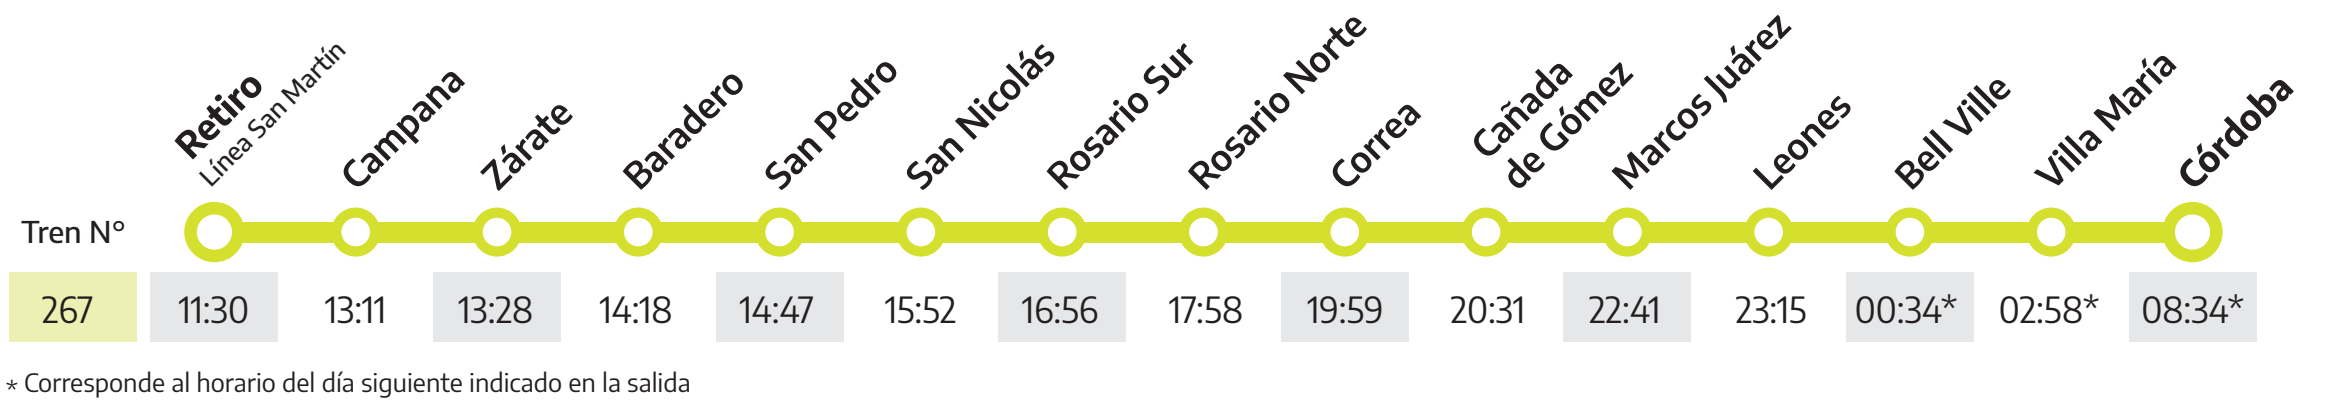 Retiro
Línea San Martín
Campana
Zárate
Baradero
San Pedro
San Nicolás
Rosario Sur
Rosario Norte
Correa
Cañada
de Gómez
Marcos Juárez
Leones
Bell Ville
Villa María
Córdoba
Tren N°
267 11:30 13:11 13:28 14:18 14:47 15:52 16:56 17:58 19:59 20:31 22:41 23:15 00:34* 02:58* 08:34*
* Corresponde al horario del día siguiente indicado en la salida